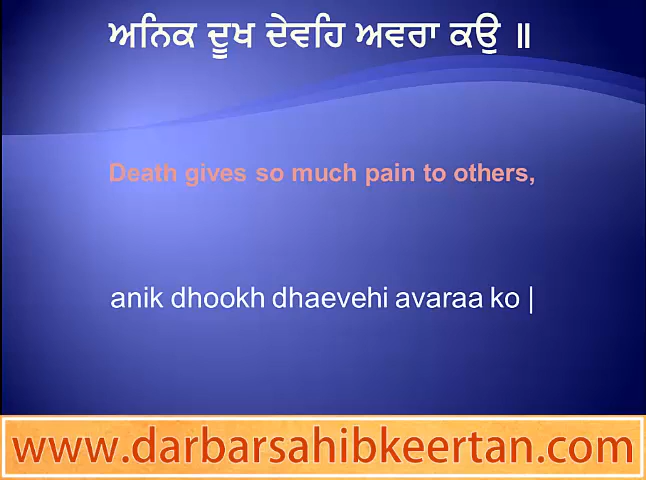 ਅਨਿਕ ਦੂਖ ਦੇਵਹਿ ਅਵਰਾ ਕਉ ॥
Death gives so much pain to others,
anik dhookh dhaevehi avaraa ko |
www.darbarsahibkeertan.com